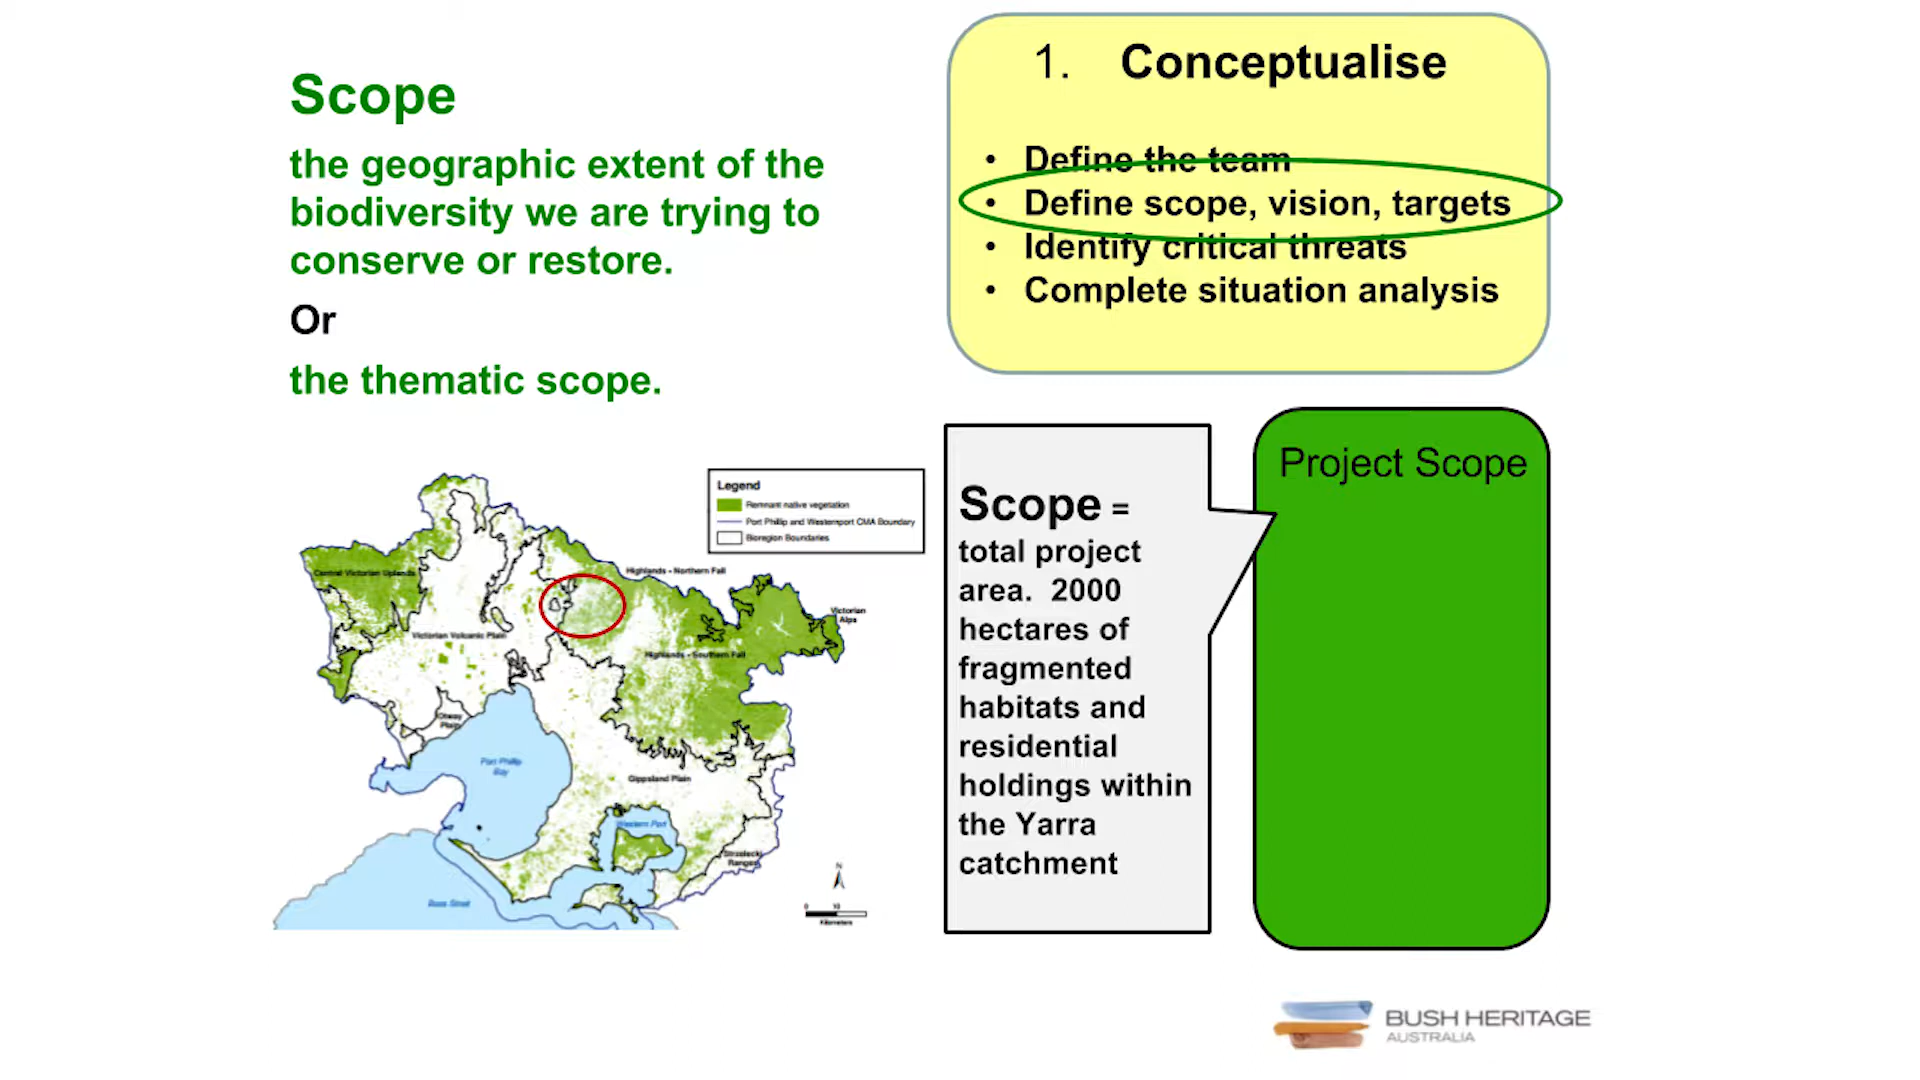 Scope
the geographic extent of the
biodiversity we are trying to
conserve or restore.
Or
the thematic scope.
1. Conceptualise
• Define the team
• Define scope, vision, targets
• Identify critical threats
• Complete situation analysis
Legend
Remnant native vegetation
Port Phillip and Westernport CMA Boundary
Bioregion Boundaries
Central Victorian Uplands
Highlands - Northern Fall
Victorian
Alps
Victorian Volcanic Plain
Highlands - Southern Fall
Otway
Plain
Port Phillip
Bay
Gippsland Plain
Western Port
Strzelecki
Ranges
Bass Strait
N
0 10
Kilometers
Scope =
total project
area. 2000
hectares of
fragmented
habitats and
residential
holdings within
the Yarra
catchment
Project Scope
BUSH HERITAGE
AUSTRALIA